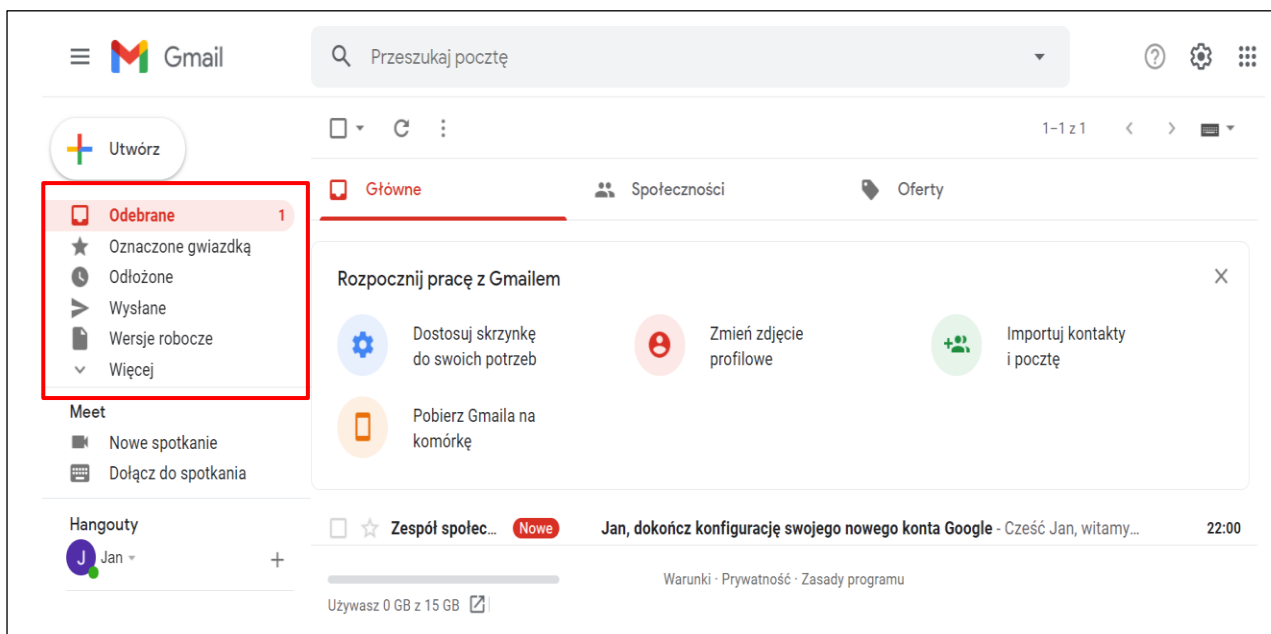 Gmail
Przeszukaj pocztę
Utwórz
1–1 z 1
Główne
Społeczności
Oferty
Odebrane 1
Oznaczone gwiazdką
Odłożone
Wysłane
Wersje robocze
Więcej
Rozpocznij pracę z Gmailem
Dostosuj skrzynkę
do swoich potrzeb
Zmień zdjęcie
profilowe
Importuj kontakty
i pocztę
Pobierz Gmaila na
komórkę
Meet
Nowe spotkanie
Dołącz do spotkania
Hangouty
J Jan
Zespół społec... Nowe Jan, dokończ konfigurację swojego nowego konta Google - Cześć Jan, witamy... 22:00
Warunki · Prywatność · Zasady programu
Używasz 0 GB z 15 GB